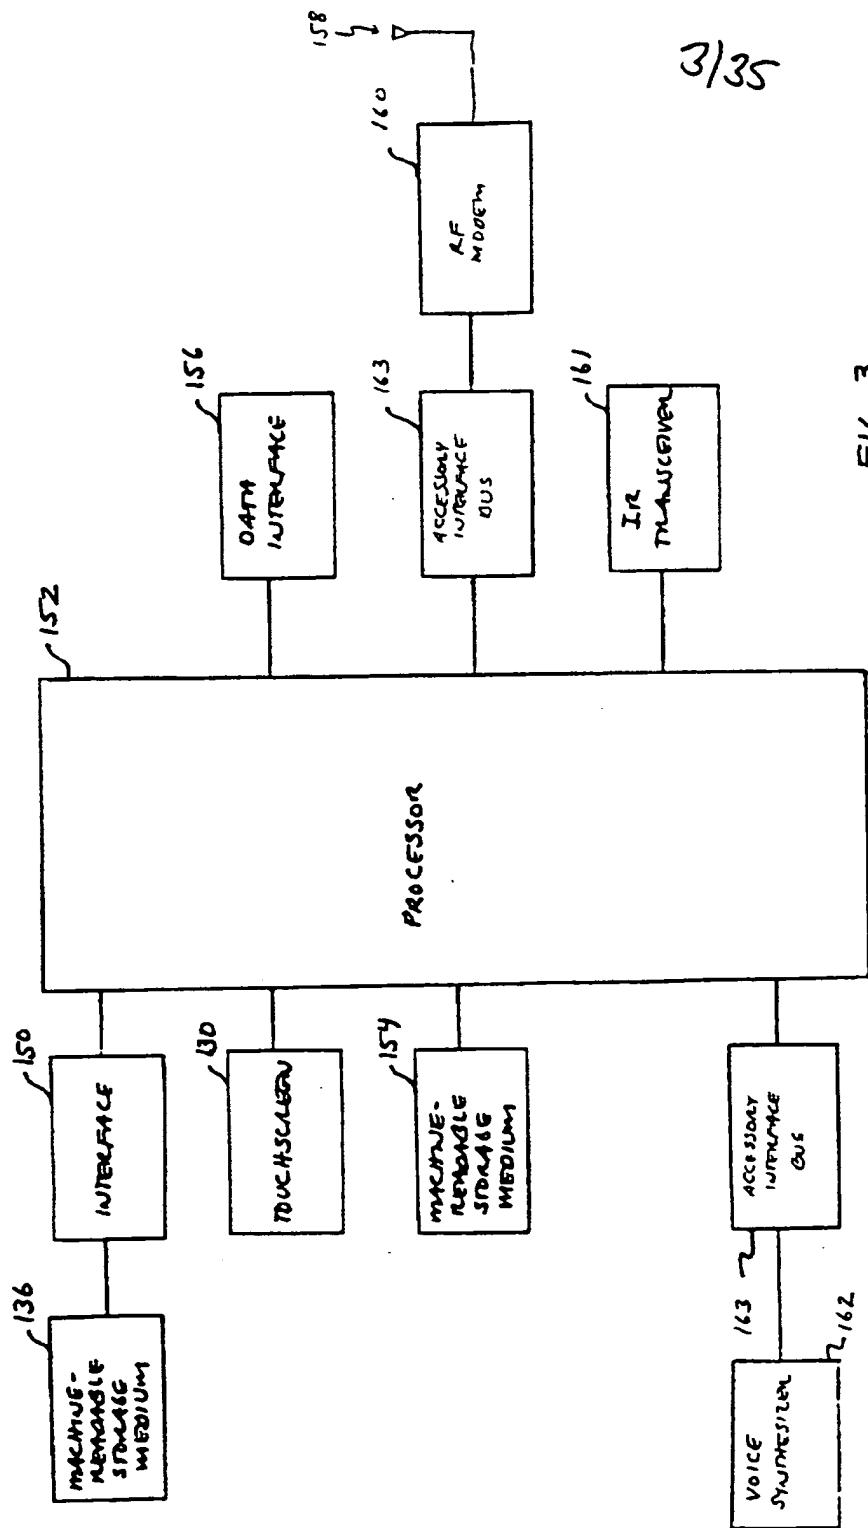 3/35
136
MACHINE-
READABLE
STORAGE
MEDIUM
150
INTERFACE
130
TOUCHSCREEN
154
MACHINE-
READABLE
STORAGE
MEDIUM
VOICE
SYNTHESIZER
162
163
ACCESSORY
INTERFACE
BUS
152
PROCESSOR
156
DATA
INTERFACE
163
ACCESSORY
INTERFACE
BUS
160
RF
MODEM
158
161
IR
TRANSCEIVER
FIG. 3